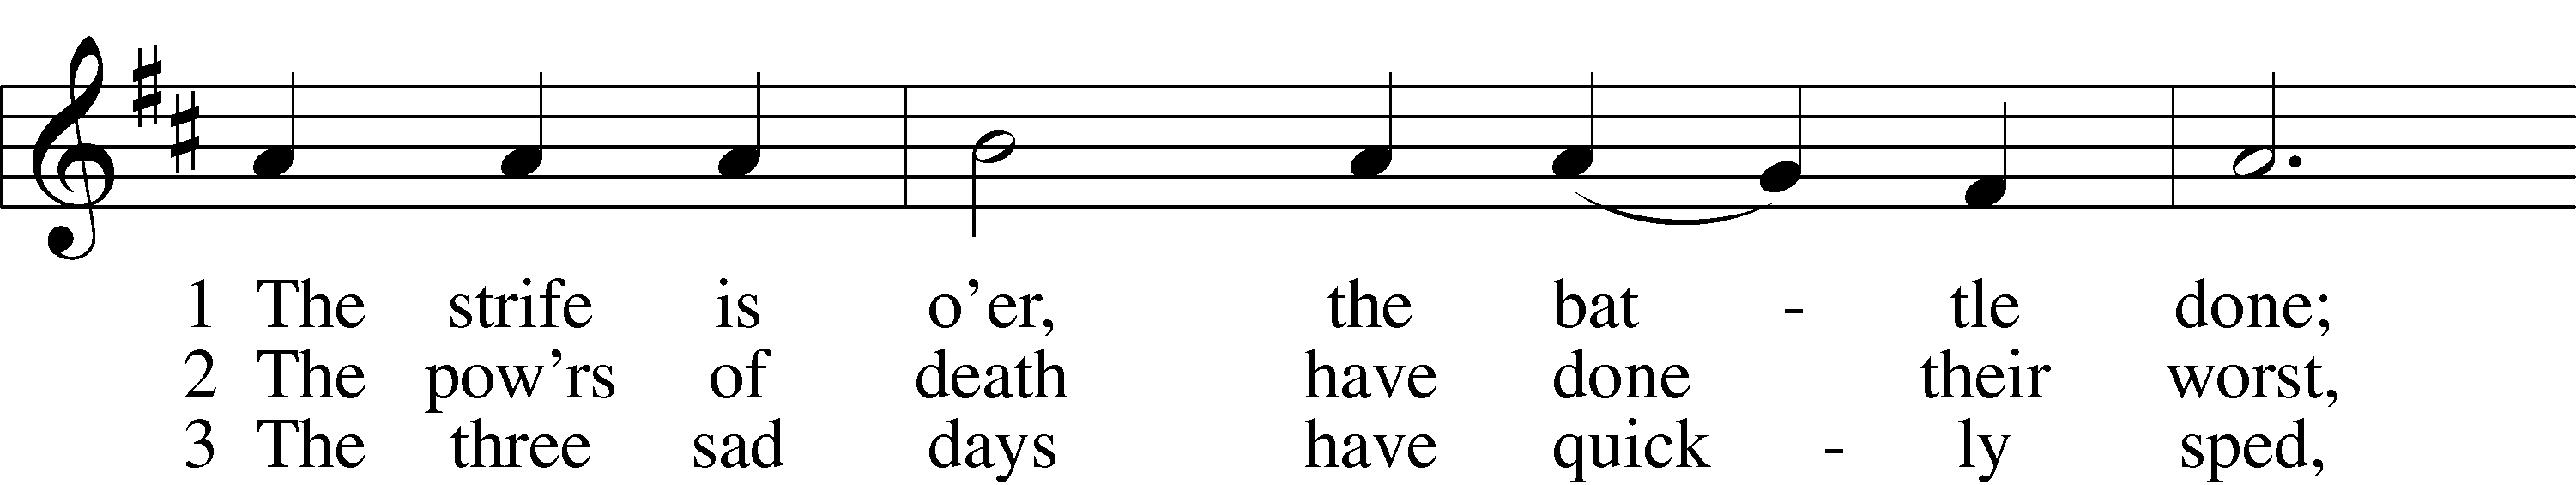 1 The strife is o’er, the bat - tle done;
2 The pow’rs of death have done their worst,
3 The three sad days have quick - ly sped,